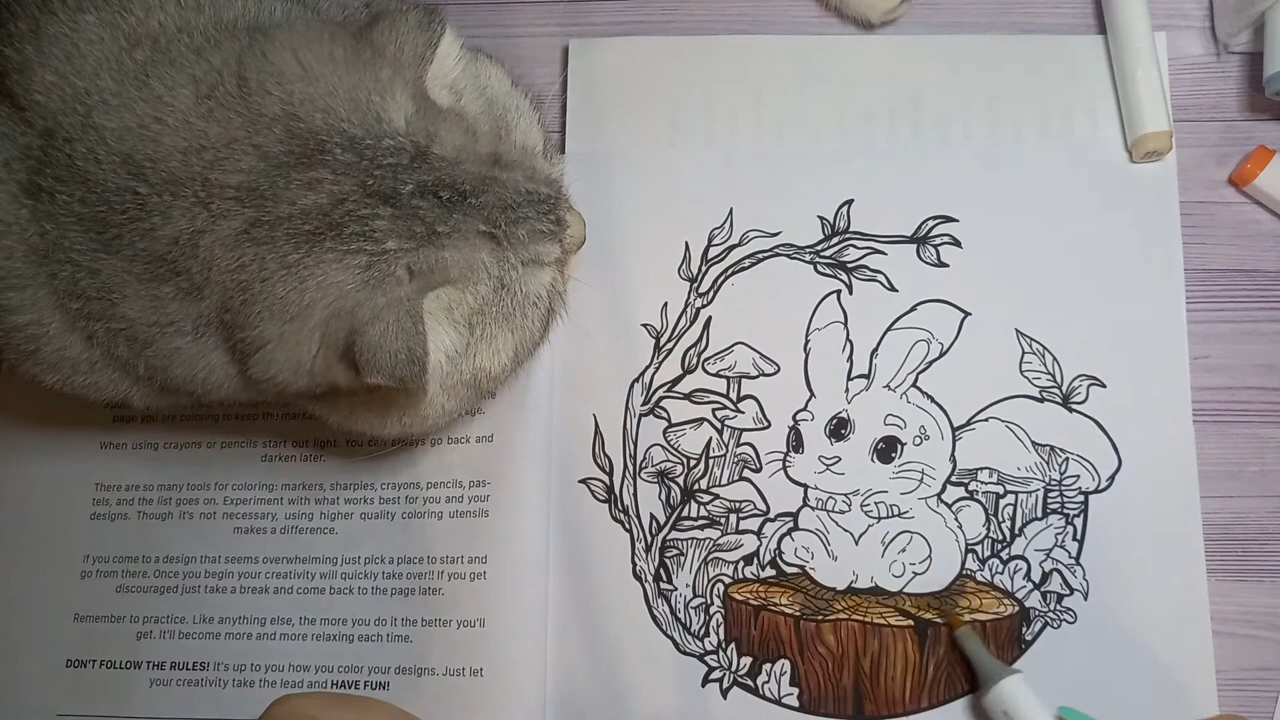 page you are coloring to keep the
When using crayons or pencils start out light. You can always go back and
darken later.
There are so many tools for coloring: markers, sharpies, crayons, pencils, pas-
tels, and the list goes on. Experiment with what works best for you and your
designs. Though it's not necessary, using higher quality coloring utensils
makes a difference.
If you come to a design that seems overwhelming just pick a place to start and
go from there. Once you begin your creativity will quickly take over!! If you get
discouraged just take a break and come back to the page later.
Remember to practice. Like anything else, the more you do it the better you'll
get. It'll become more and more relaxing each time.
DON'T FOLLOW THE RULES! It's up to you how you color your designs. Just let
your creativity take the lead and HAVE FUN!